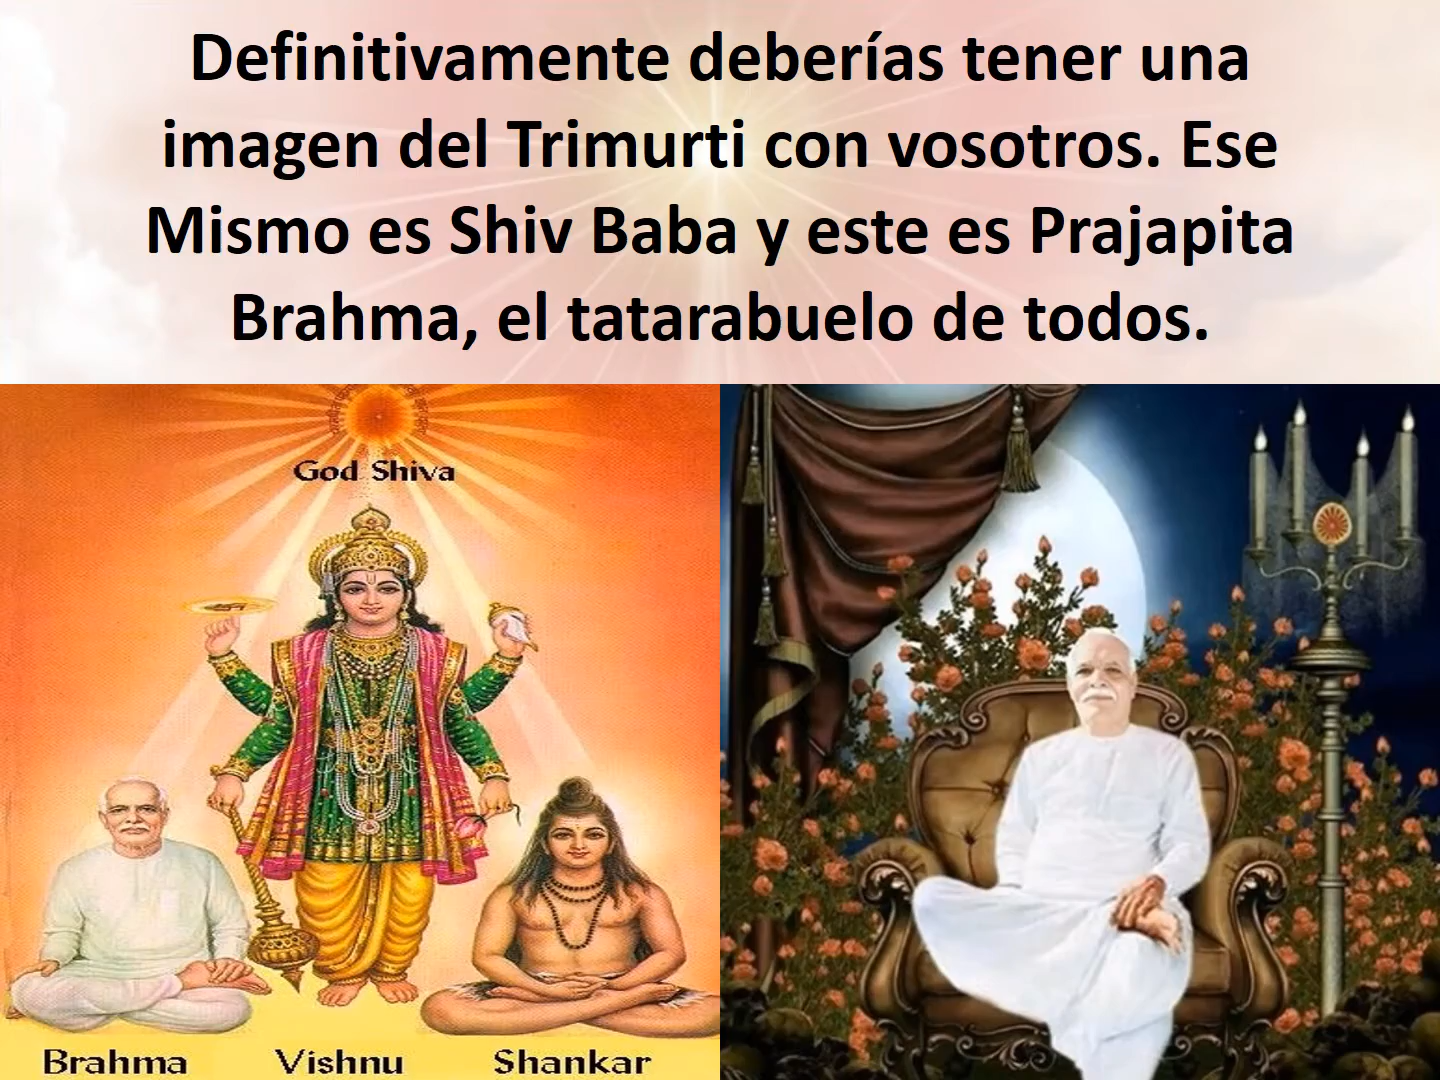 Definitivamente deberías tener una
imagen del Trimurti con vosotros. Ese
Mismo es Shiv Baba y este es Prajapita
Brahma, el tatarabuelo de todos.
God Shiva
Brahma
Vishnu
Shankar